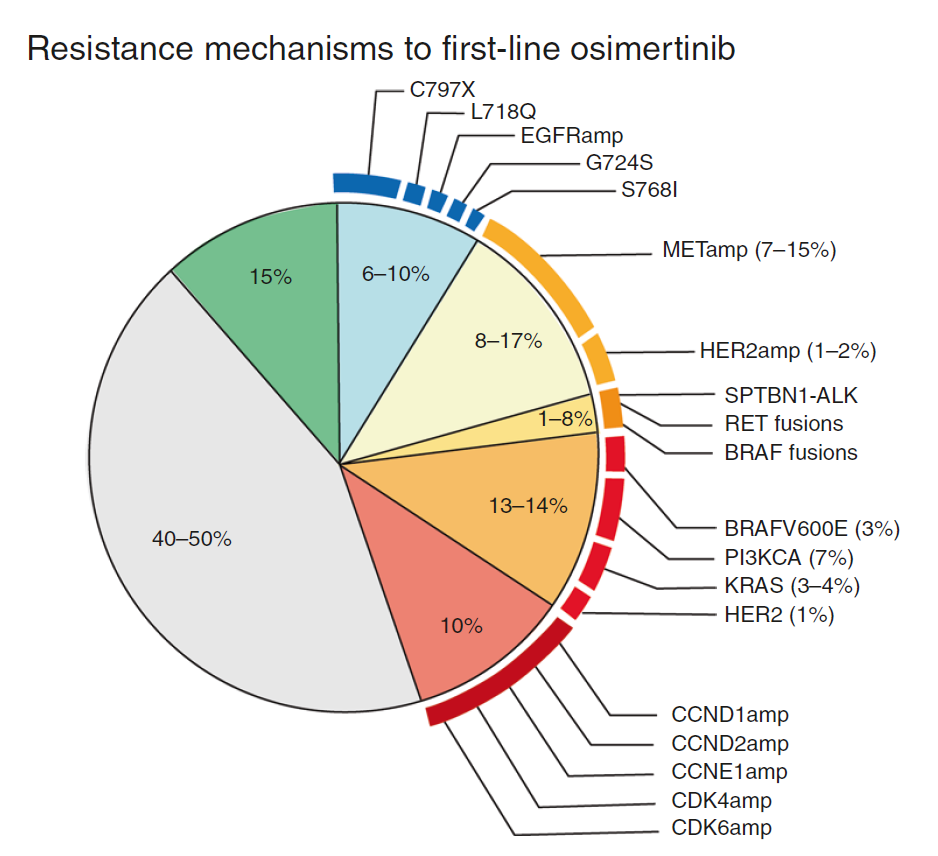 Resistance mechanisms to first-line osimertinib
C797X
L718Q
EGFRamp
G724S
S768I
METamp (7–15%)
HER2amp (1–2%)
SPTBN1-ALK
RET fusions
BRAF fusions
BRAFV600E (3%)
PI3KCA (7%)
KRAS (3–4%)
HER2 (1%)
CCND1amp
CCND2amp
CCNE1amp
CDK4amp
CDK6amp
15%
6–10%
8–17%
1–8%
13–14%
10%
40–50%